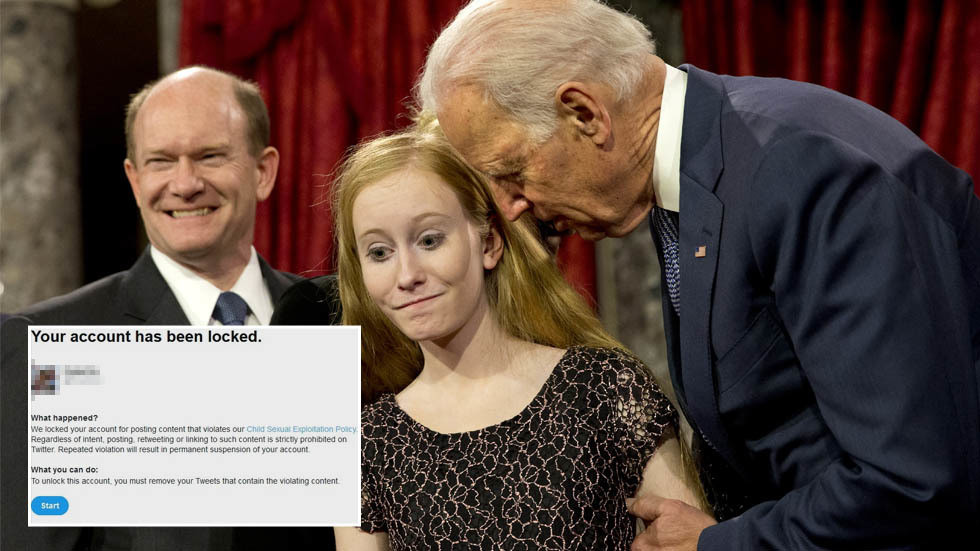 Your account has been locked.
What happened?
We locked your account for posting content that violates our Child Sexual Exploitation Policy.
Regardless of intent, posting, retweeting or linking to such content is strictly prohibited on
Twitter. Repeated violation will result in permanent suspension of your account.
What you can do:
To unlock this account, you must remove your Tweets that contain the violating content.
Start